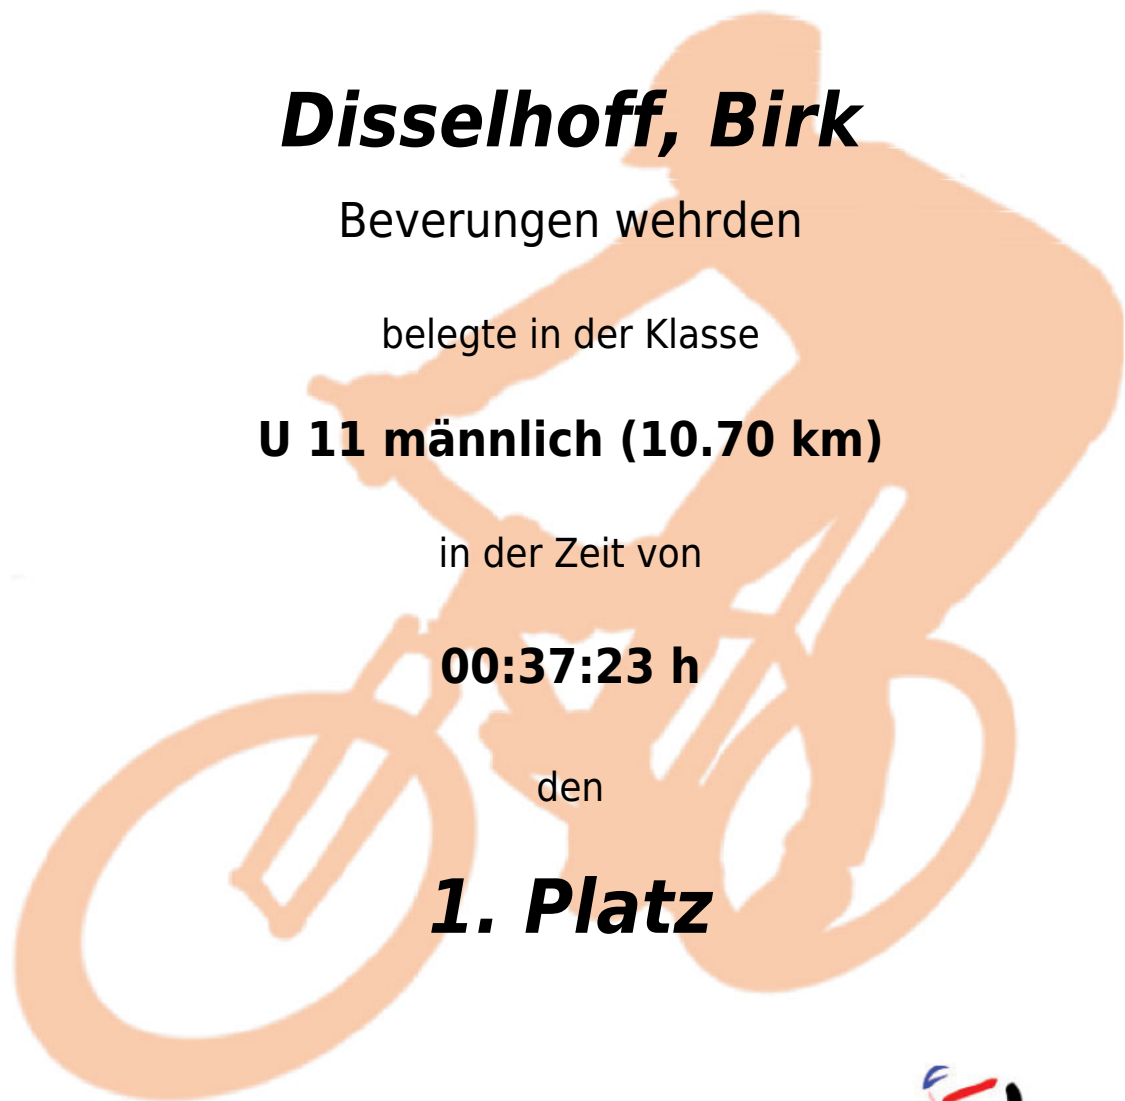 Disselhoff, Birk
Beverungen wehrden
belegte in der Klasse
U 11 männlich (10.70 km)
in der Zeit von
00:37:23 h
den
1. Platz